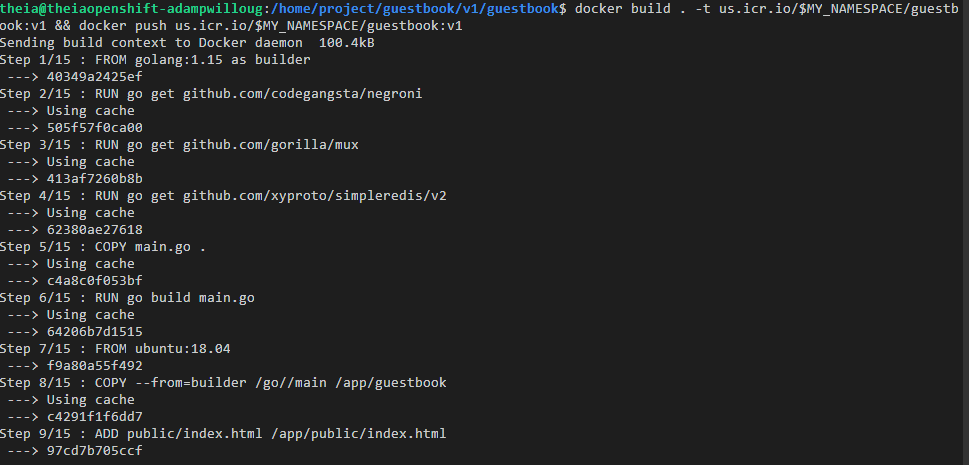 theia@theiaopenshift-adampwilloug:/home/project/guestbook/v1/guestbook$ docker build . -t us.icr.io/$MY_NAMESPACE/guestb
ook:v1 && docker push us.icr.io/$MY_NAMESPACE/guestbook:v1
Sending build context to Docker daemon  100.4kB
Step 1/15 : FROM golang:1.15 as builder
 ---> 40349a2425ef
Step 2/15 : RUN go get github.com/codegangsta/negroni
 ---> Using cache
 ---> 505f57f0ca00
Step 3/15 : RUN go get github.com/gorilla/mux
 ---> Using cache
 ---> 413af7260b8b
Step 4/15 : RUN go get github.com/xyproto/simpleredis/v2
 ---> Using cache
 ---> 62380ae27618
Step 5/15 : COPY main.go .
 ---> Using cache
 ---> c4a8c0f053bf
Step 6/15 : RUN go build main.go
 ---> Using cache
 ---> 64206b7d1515
Step 7/15 : FROM ubuntu:18.04
 ---> f9a80a55f492
Step 8/15 : COPY --from=builder /go//main /app/guestbook
 ---> Using cache
 ---> c4291f1f6dd7
Step 9/15 : ADD public/index.html /app/public/index.html
 ---> 97cd7b705ccf